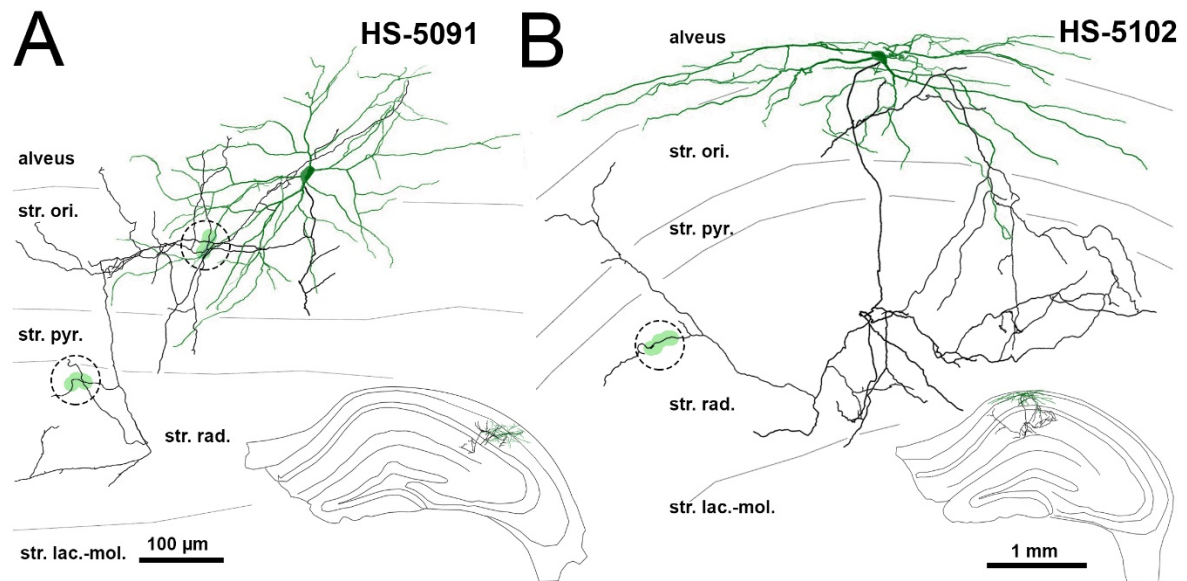 A
HS-5091
alveus
str. ori.
str. pyr.
str. rad.
str. lac.-mol.
100 µm
B
HS-5102
alveus
str. ori.
str. pyr.
str. rad.
str. lac.-mol.
1 mm